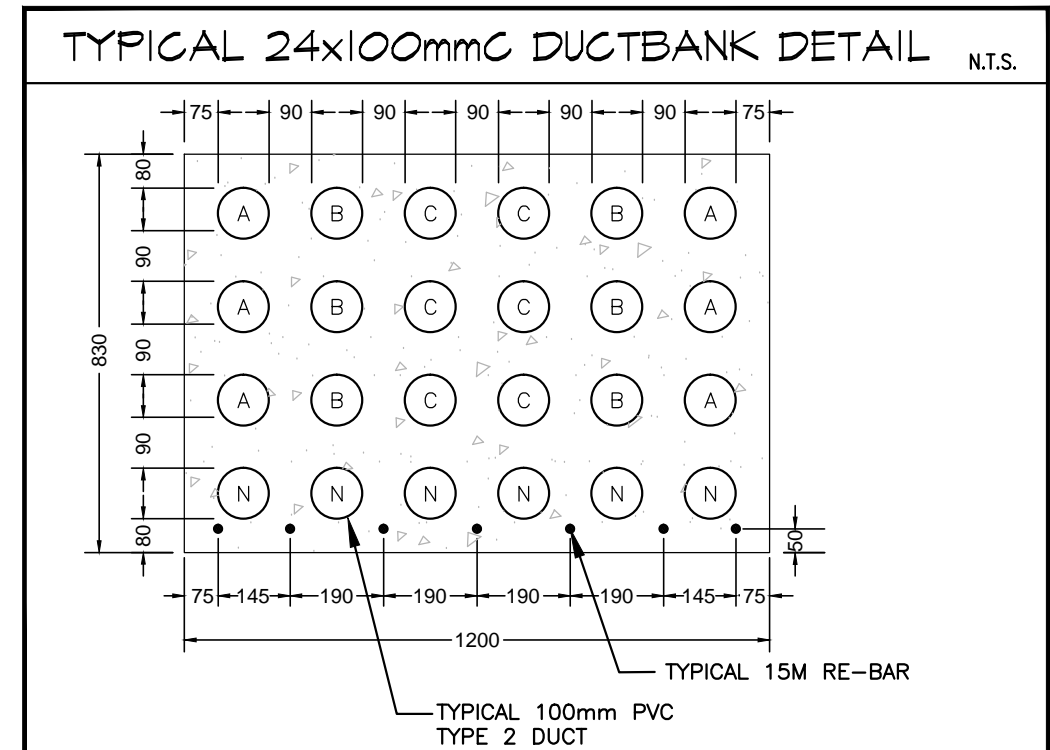 TYPICAL 24x100mmC DUCTBANK DETAIL N.T.S.
75 90 90 90 90 90 75
80
A B C C B A
90
A B C C B A
830
90
A B C C B A
90
N N N N N N
80
50
75 145 190 190 190 190 145 75
1200
TYPICAL 15M RE-BAR
TYPICAL 100mm PVC
TYPE 2 DUCT